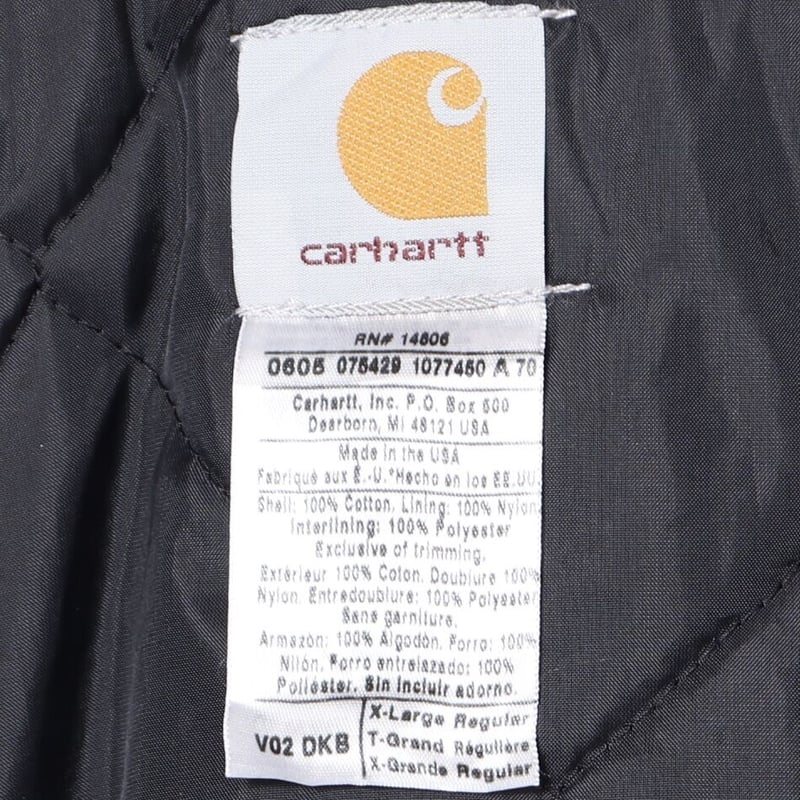 carhartt
RN# 14806
0605 075429 1077450 A 70
Carhartt, Inc. P.O. Box 600
Dearborn, MI 48121 USA
Made in the USA
Fabriqué aux É.-U.*Hecho en los EE.UU.
Shell: 100% Cotton. Lining: 100% Nylon.
Interlining: 100% Polyester
Exclusive of trimming.
Extérieur 100% Coton. Doublure 100%
Nylon. Entredoublure: 100% Polyester
Sans garniture.
Armazón: 100% Algodón. Forro: 100%
Nilón. Forro entrelazado: 100%
Poliéster. Sin incluir adorno.
V02 DKB
X-Large Regular
T-Grand Régulière
X-Grande Regular